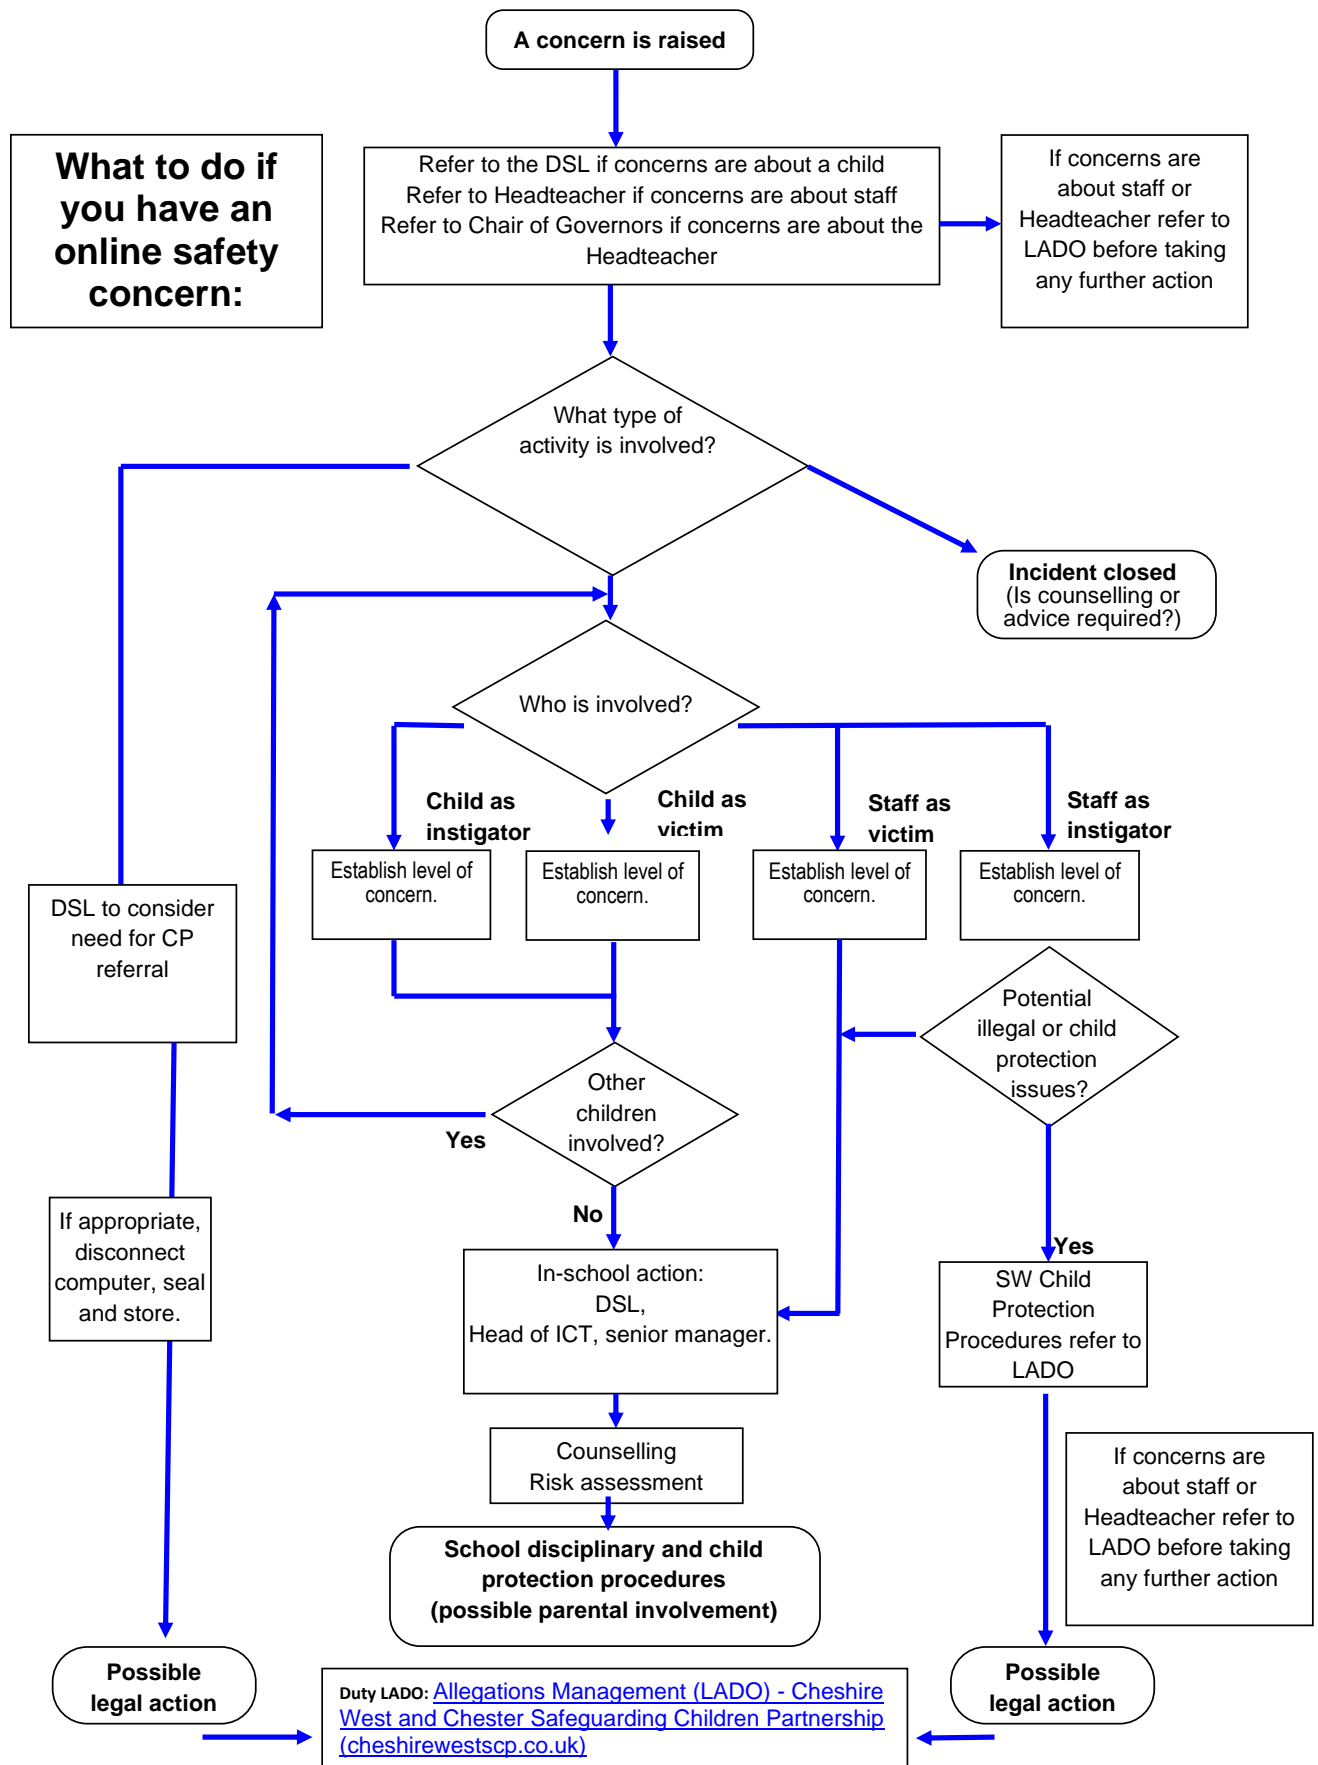 A concern is raised
What to do if
you have an
online safety
concern:
Refer to the DSL if concerns are about a child
Refer to Headteacher if concerns are about staff
Refer to Chair of Governors if concerns are about the
Headteacher
If concerns are
about staff or
Headteacher refer to
LADO before taking
any further action
What type of
activity is involved?
Incident closed
(Is counselling or
advice required?)
Who is involved?
Child as
instigator
Child as
victim
Staff as
victim
Staff as
instigator
Establish level of
concern.
Establish level of
concern.
Establish level of
concern.
Establish level of
concern.
DSL to consider
need for CP
referral
Potential
illegal or child
protection
issues?
Other
children
involved?
Yes
No
Yes
If appropriate,
disconnect
computer, seal
and store.
In-school action:
DSL,
Head of ICT, senior manager.
SW Child
Protection
Procedures refer to
LADO
Counselling
Risk assessment
If concerns are
about staff or
Headteacher refer to
LADO before taking
any further action
School disciplinary and child
protection procedures
(possible parental involvement)
Possible
legal action
Possible
legal action
Duty LADO: Allegations Management (LADO) - Cheshire
West and Chester Safeguarding Children Partnership
(cheshirewestscp.co.uk)